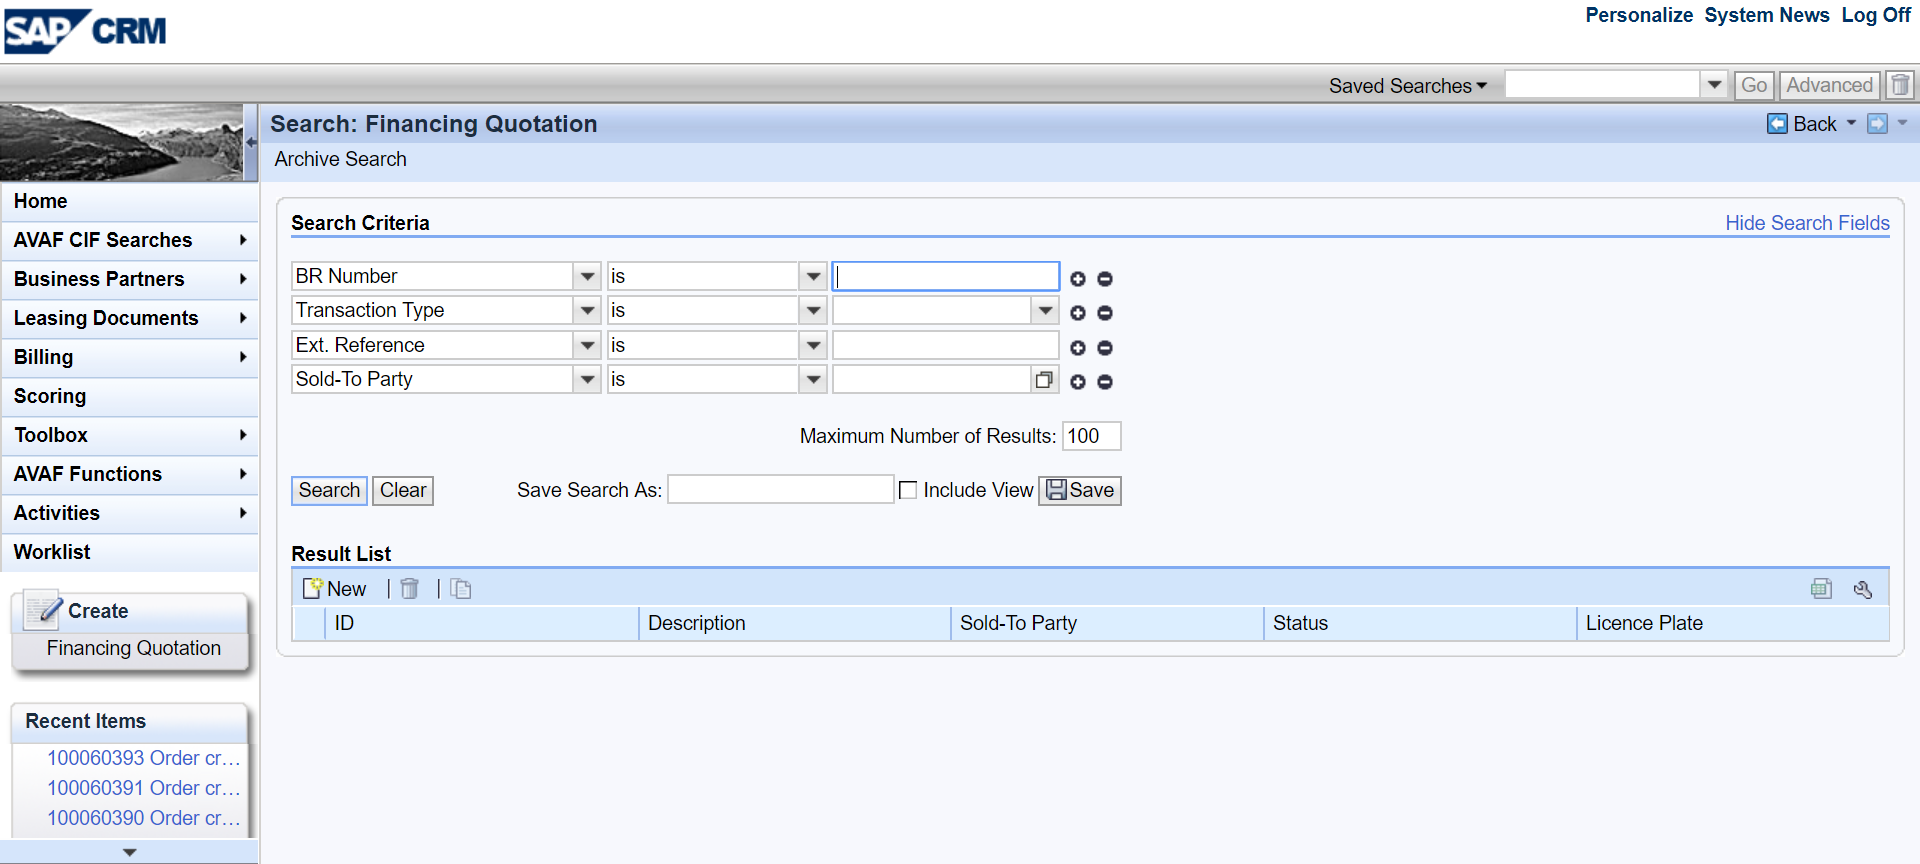 SAP CRM
Personalize System News Log Off
Saved Searches Go Advanced
Search: Financing Quotation
Back
Archive Search
Home
AVAF CIF Searches
Business Partners
Leasing Documents
Billing
Scoring
Toolbox
AVAF Functions
Activities
Worklist
Create
Financing Quotation
Recent Items
100060393 Order cr...
100060391 Order cr...
100060390 Order cr...
Search Criteria
Hide Search Fields
BR Number is
Transaction Type is
Ext. Reference is
Sold-To Party is
Maximum Number of Results: 100
Search Clear Save Search As: Include View Save
Result List
New
ID Description Sold-To Party Status Licence Plate